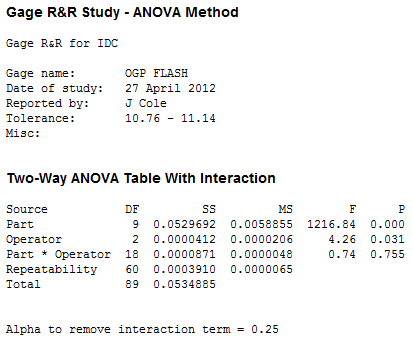 Gage R&R Study - ANOVA Method
Gage R&R for IDC
Gage name: OGP FLASH
Date of study: 27 April 2012
Reported by: J Cole
Tolerance: 10.76 - 11.14
Misc:
Two-Way ANOVA Table With Interaction
Source DF SS MS F P
Part 9 0.0529692 0.0058855 1216.84 0.000
Operator 2 0.0000412 0.0000206 4.26 0.031
Part * Operator 18 0.0000871 0.0000048 0.74 0.755
Repeatability 60 0.0003910 0.0000065
Total 89 0.0534885
Alpha to remove interaction term = 0.25